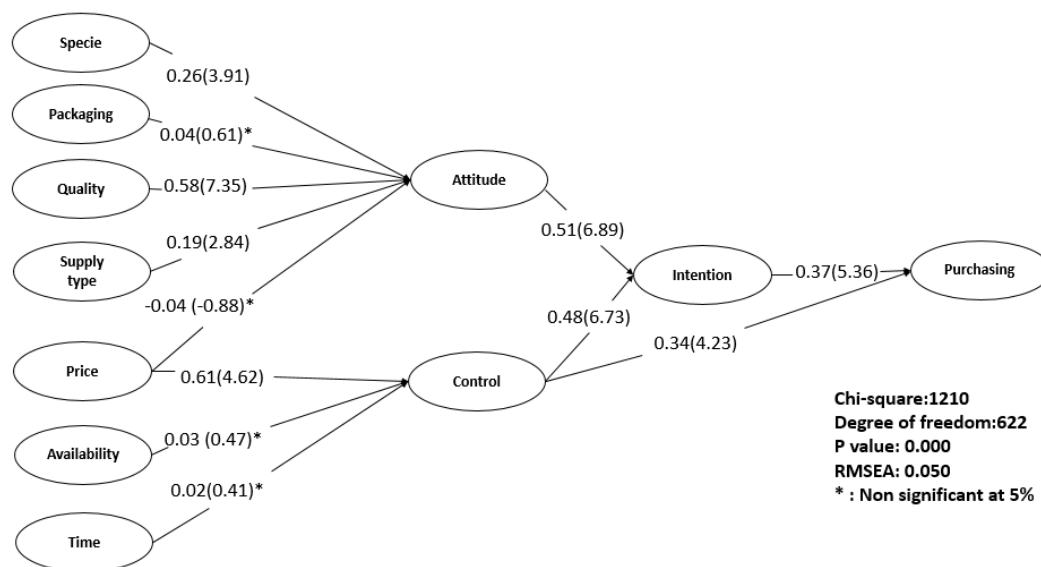 Specie
0.26(3.91)
Packaging
0.04(0.61)*
Quality
0.58(7.35)
Attitude
0.19(2.84)
Supply
type
0.51(6.89)
Intention
0.37(5.36)
Purchasing
-0.04 (-0.88)*
0.48(6.73)
0.34(4.23)
Price
0.61(4.62)
Control
Availability
0.03 (0.47)*
0.02(0.41)*
Time
Chi-square:1210
Degree of freedom:622
P value: 0.000
RMSEA: 0.050
* : Non significant at 5%